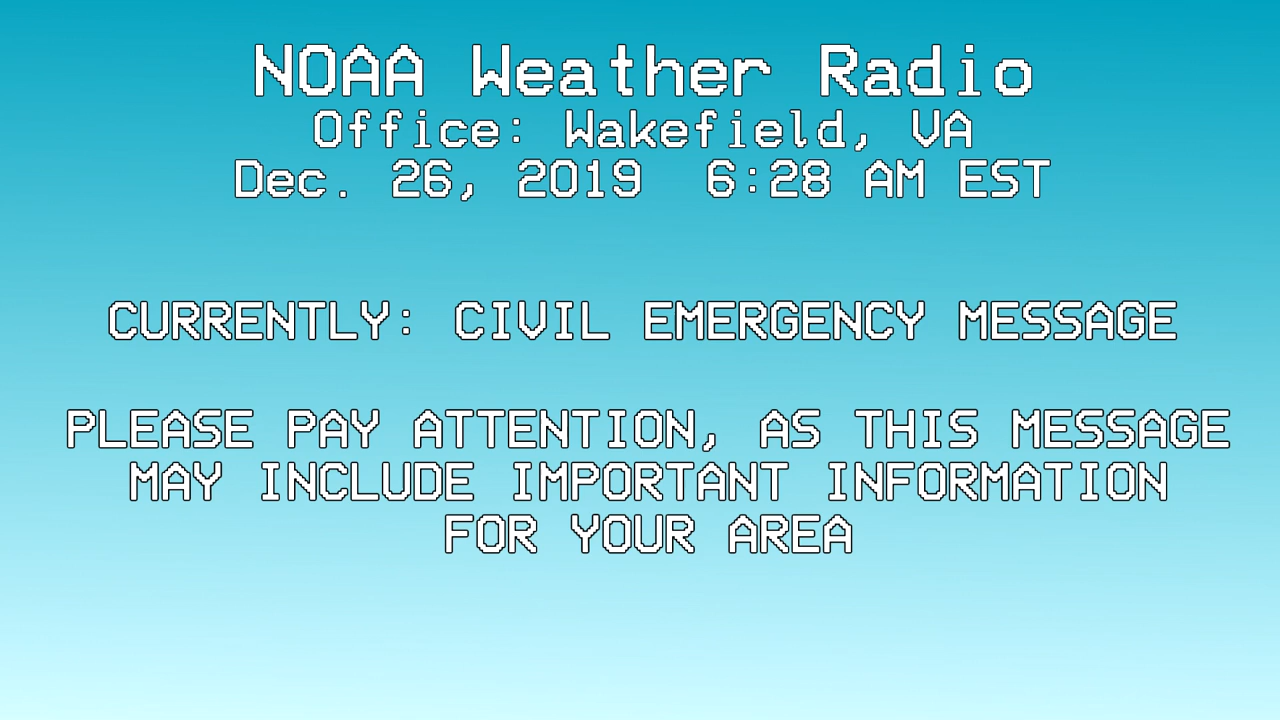 NOAA Weather Radio
Office: Wakefield, VA
Dec. 26, 2019  6:28 AM EST
CURRENTLY: CIVIL EMERGENCY MESSAGE
PLEASE PAY ATTENTION, AS THIS MESSAGE
MAY INCLUDE IMPORTANT INFORMATION
FOR YOUR AREA